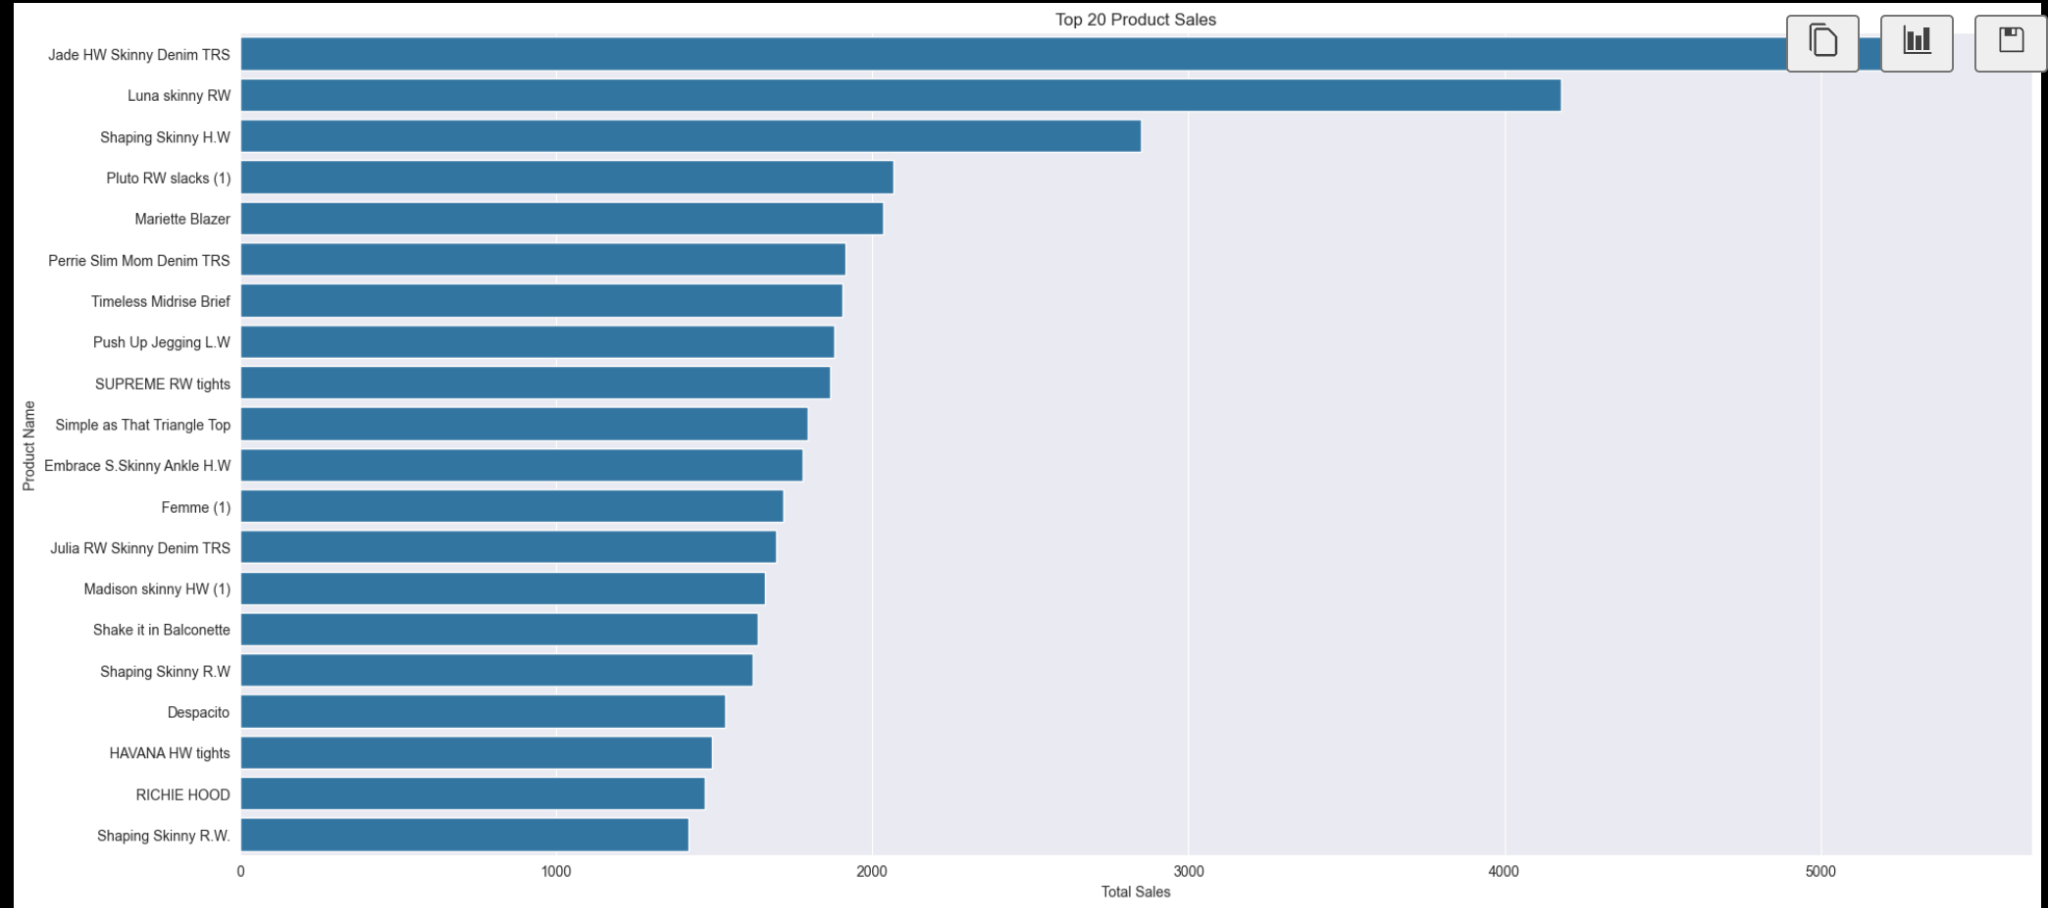 Top 20 Product Sales
Jade HW Skinny Denim TRS
Luna skinny RW
Shaping Skinny H.W
Pluto RW slacks (1)
Mariette Blazer
Perrie Slim Mom Denim TRS
Timeless Midrise Brief
Push Up Jegging L.W
SUPREME RW tights
Simple as That Triangle Top
Embrace S.Skinny Ankle H.W
Femme (1)
Julia RW Skinny Denim TRS
Madison skinny HW (1)
Shake it in Balconette
Shaping Skinny R.W
Despacito
HAVANA HW tights
RICHIE HOOD
Shaping Skinny R.W.
Product Name
0 1000 2000 3000 4000 5000
Total Sales